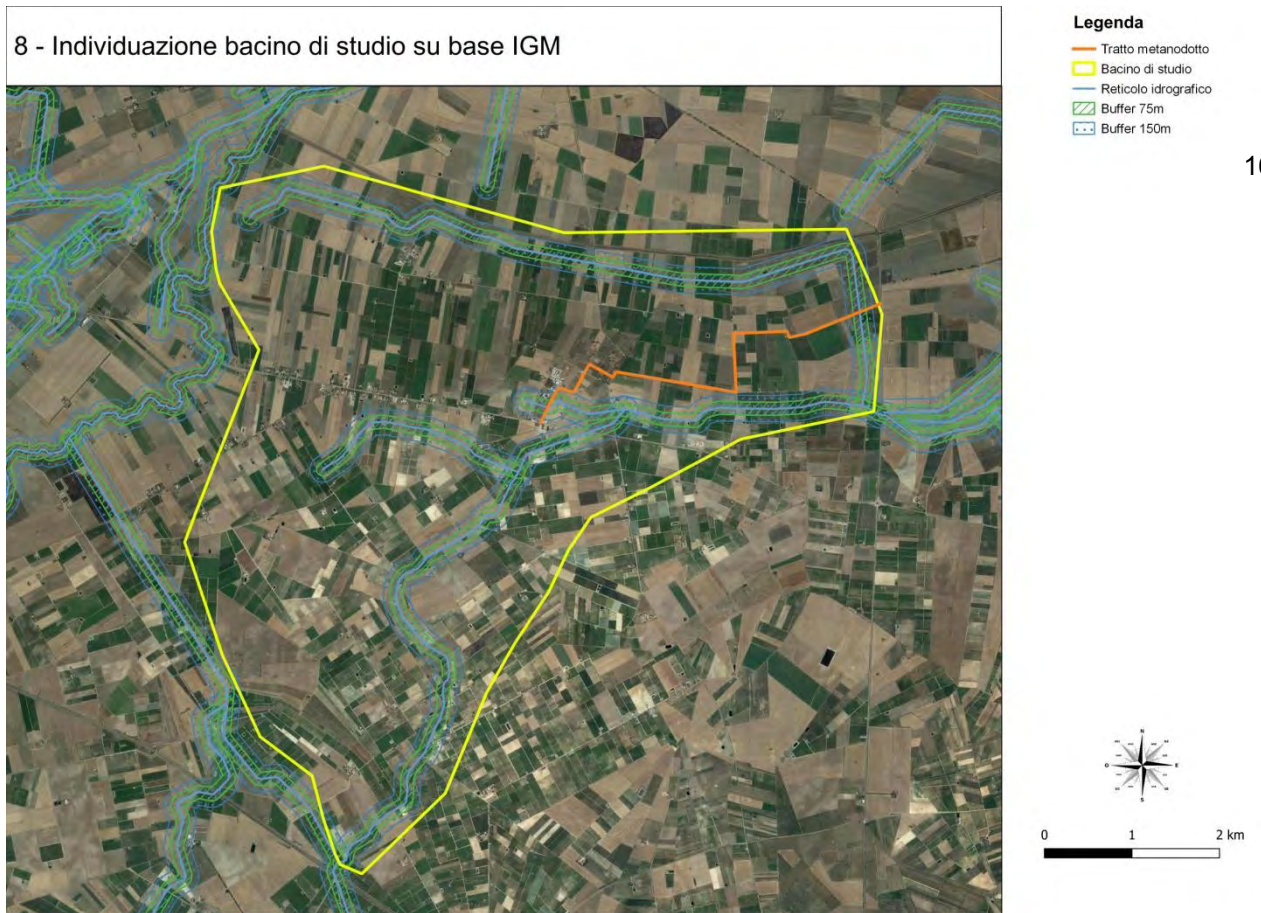 8 - Individuazione bacino di studio su base IGM
Legenda
Tratto metanodotto
Bacino di studio
Reticolo idrografico
Buffer 75m
Buffer 150m
10
N
O
E
S
0 1 2 km